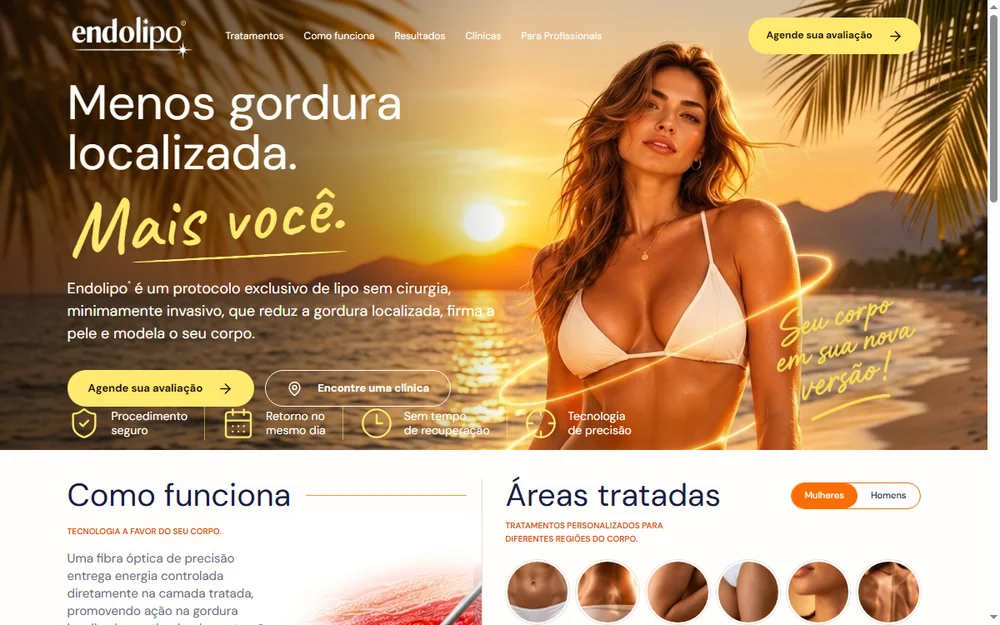 endolipo®
Tratamentos
Como funciona
Resultados
Clínicas
Para Profissionais
Agende sua avaliação
Menos gordura
localizada.
Mais você.
Endolipo® é um protocolo exclusivo de lipo sem cirurgia,
minimamente invasivo, que reduz a gordura localizada, firma a
pele e modela o seu corpo.
Agende sua avaliação
Encontre uma clínica
Procedimento
seguro
Retorno no
mesmo dia
Sem tempo
de recuperação
Tecnologia
de precisão
Seu corpo
em sua nova
versão!
Como funciona
TECNOLOGIA A FAVOR DO SEU CORPO.
Uma fibra óptica de precisão
entrega energia controlada
diretamente na camada tratada,
promovendo ação na gordura
Áreas tratadas
Mulheres
Homens
TRATAMENTOS PERSONALIZADOS PARA
DIFERENTES REGIÕES DO CORPO.